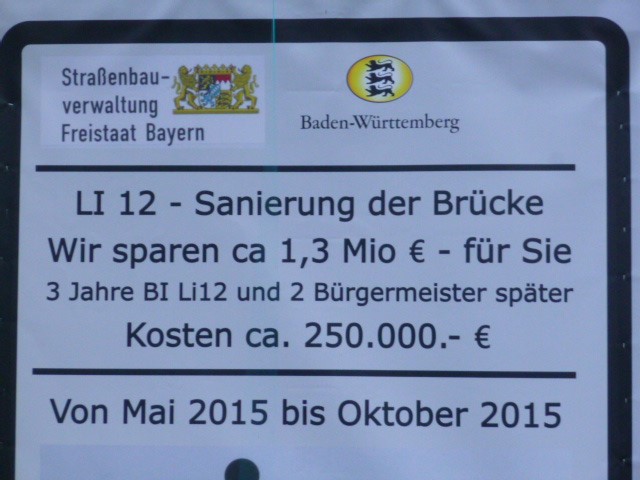 Straßenbau-
verwaltung
Freistaat Bayern
Baden-Württemberg
LI 12 - Sanierung der Brücke
Wir sparen ca 1,3 Mio € - für Sie
3 Jahre BI Li12 und 2 Bürgermeister später
Kosten ca. 250.000.- €
Von Mai 2015 bis Oktober 2015